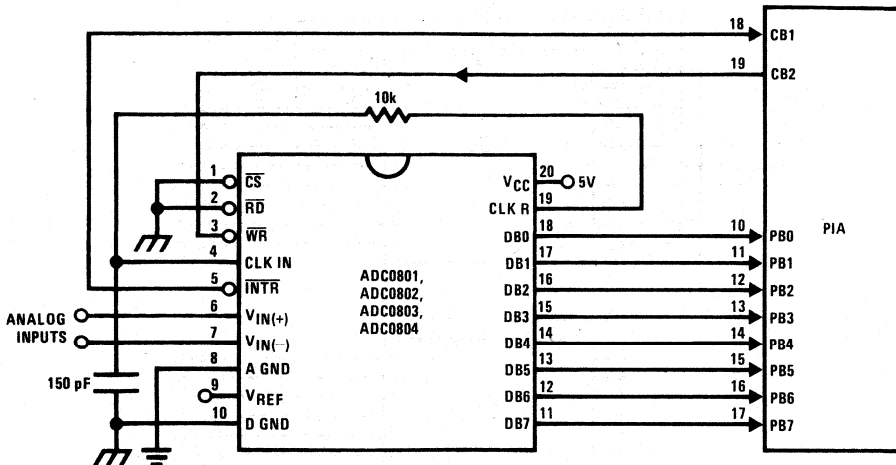 18 CB1
19 CB2
10k
1 CS
2 RD
3 WR
4 CLK IN
5 INTR
6 VIN(+)
7 VIN(−)
8 A GND
9 VREF
10 D GND
ANALOG
INPUTS
150 pF
ADC0801,
ADC0802,
ADC0803,
ADC0804
VCC 20 5V
CLK R 19
DB0 18
DB1 17
DB2 16
DB3 15
DB4 14
DB5 13
DB6 12
DB7 11
10 PB0
11 PB1
12 PB2
13 PB3
14 PB4
15 PB5
16 PB6
17 PB7
PIA